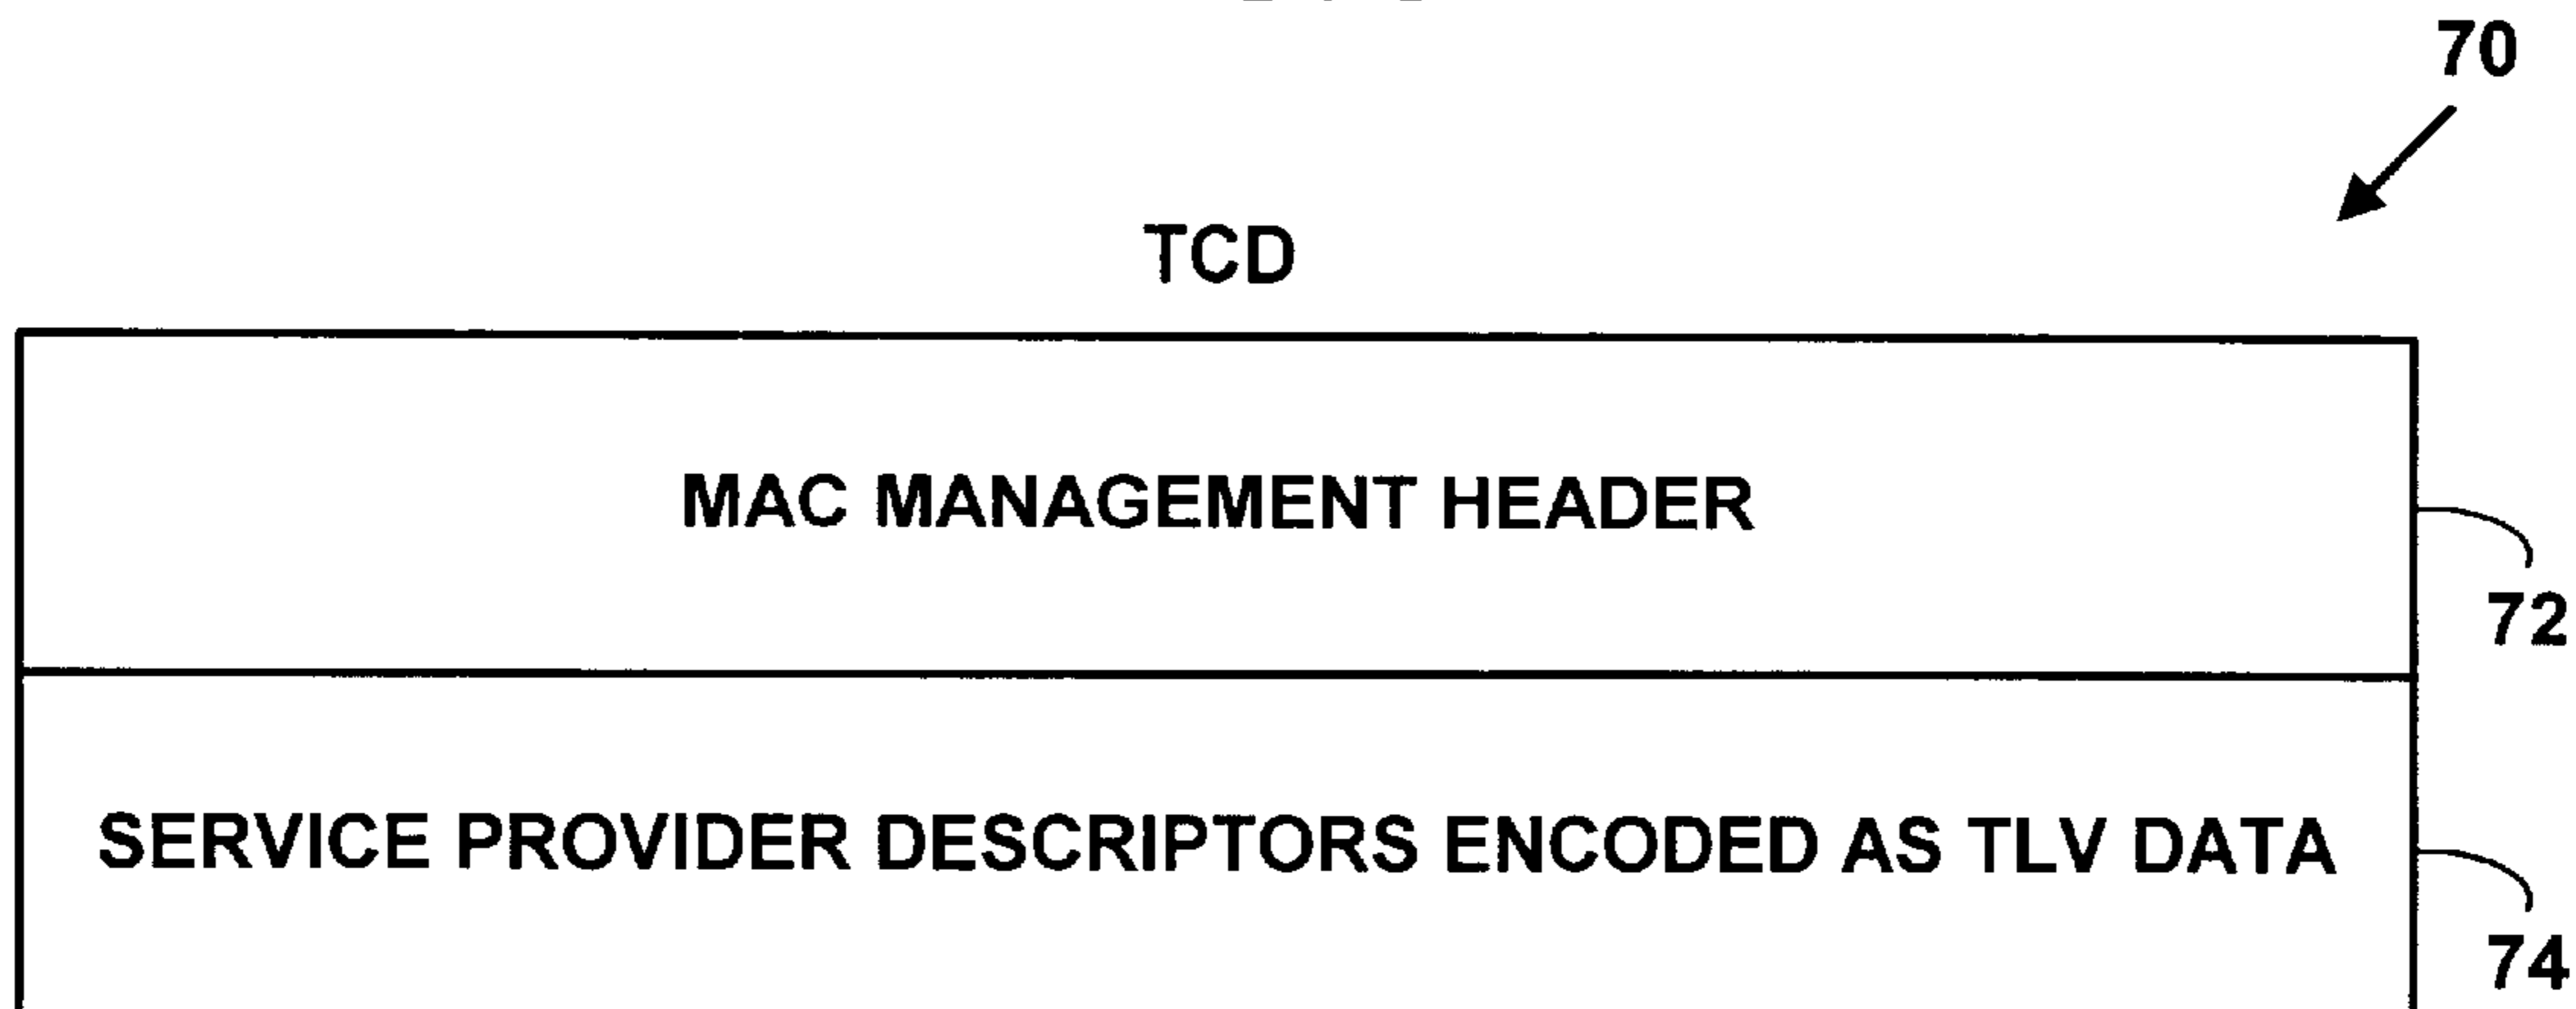 70
TCD
MAC MANAGEMENT HEADER
72
SERVICE PROVIDER DESCRIPTORS ENCODED AS TLV DATA
74